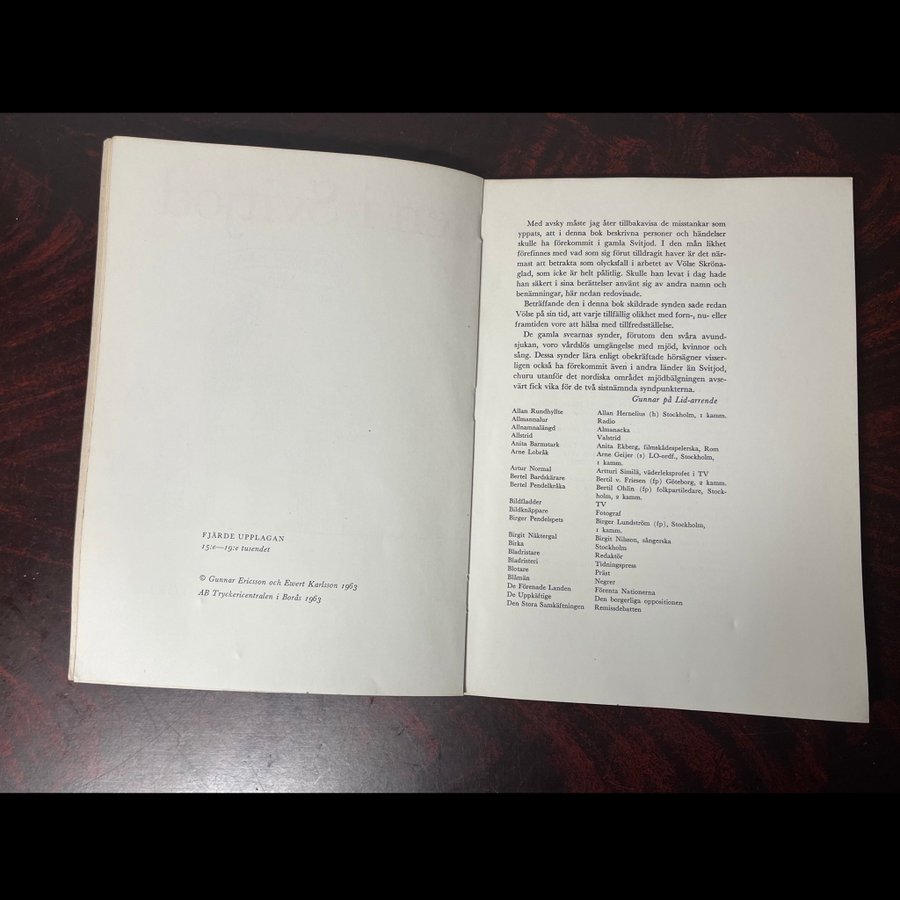 FJÄRDE UPPLAGAN
15:e—19:e tusendet
© Gunnar Ericsson och Ewert Karlsson 1963
AB Tryckericentralen i Borås 1963
Med avsky måste jag åter tillbakavisa de misstankar som
yppats, att i denna bok beskrivna personer och händelser
skulle ha förekommit i gamla Svitjod. I den mån likhet
förefinnes med vad som sig förut tilldragit haver är det när-
mast att betrakta som olycksfall i arbetet av Völse Skröna-
glad, som icke är helt pålitlig. Skulle han levat i dag hade
han säkert i sina berättelser använt sig av andra namn och
benämningar, här nedan redovisade.
Beträffande den i denna bok skildrade synden sade redan
Völse på sin tid, att varje tillfällig olikhet med forn-, nu- eller
framtiden vore att hälsa med tillfredsställelse.
De gamla svearnas synder, förutom den svåra avund-
sjukan, voro vårdslös umgängelse med mjöd, kvinnor och
sång. Dessa synder lära enligt obekräftade hörsägner visser-
ligen också ha förekommit även i andra länder än Svitjod,
churu utanför det nordiska området mjödbälgningen avse-
värt fick vika för de två sistnämnda syndpunkterna.
Gunnar på Lid-arrende
Allan Rundhyllte Allan Hernelius (h) Stockholm, 1 kamm.
Allmannalur Radio
Allnamnalängd Almanacka
Allstrid Valstrid
Anita Barmstark Anita Ekberg, filmskådespelerska, Rom
Arne Lobråk Arne Geijer (s) LO-ordf., Stockholm,
1 kamm.
Artur Normal Artturi Similä, väderleksprofet i TV
Bertel Bardskärare Bertil v. Friesen (fp) Göteborg, 2 kamm.
Bertel Pendelkråka Bertil Ohlin (fp) folkpartiledare, Stock-
holm, 2 kamm.
Bildfladder TV
Bildknäppare Fotograf
Birger Pendelspets Birger Lundström (fp), Stockholm,
1 kamm.
Birgit Näktergal Birgit Nilsson, sångerska
Birka Stockholm
Bladristare Redaktör
Bladristeri Tidningspress
Blotare Präst
Blåmän Negrer
De Förenade Landen Förenta Nationerna
De Uppkäftige Den borgerliga oppositionen
Den Stora Samkäftningen Remissdebatten